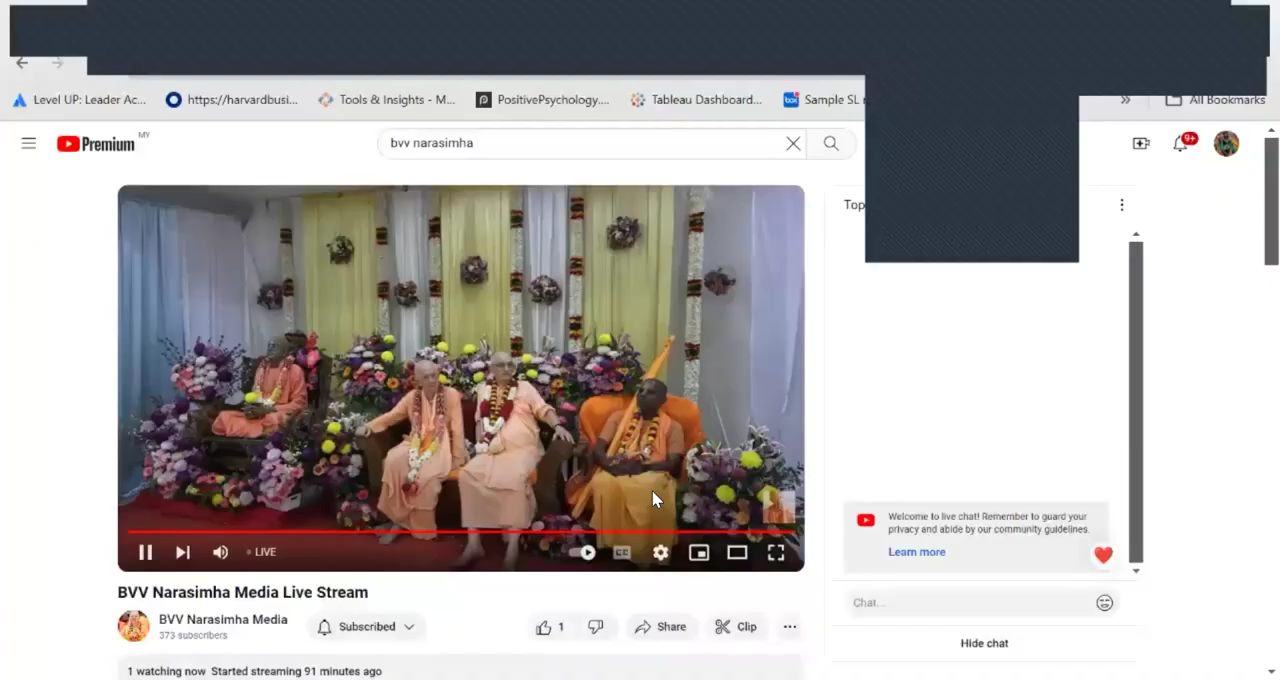 Level UP: Leader Ac...
https://harvardbusi...
Tools & Insights - M...
PositivePsychology....
Tableau Dashboard...
box
Sample SL
»
All Bookmarks
Premium MY
bvv narasimha
9+
Top
Welcome to live chat! Remember to guard your
privacy and abide by our community guidelines.
Learn more
LIVE
CC
BVV Narasimha Media Live Stream
Chat...
BVV Narasimha Media
373 subscribers
Subscribed
1
Share
Clip
Hide chat
1 watching now Started streaming 91 minutes ago